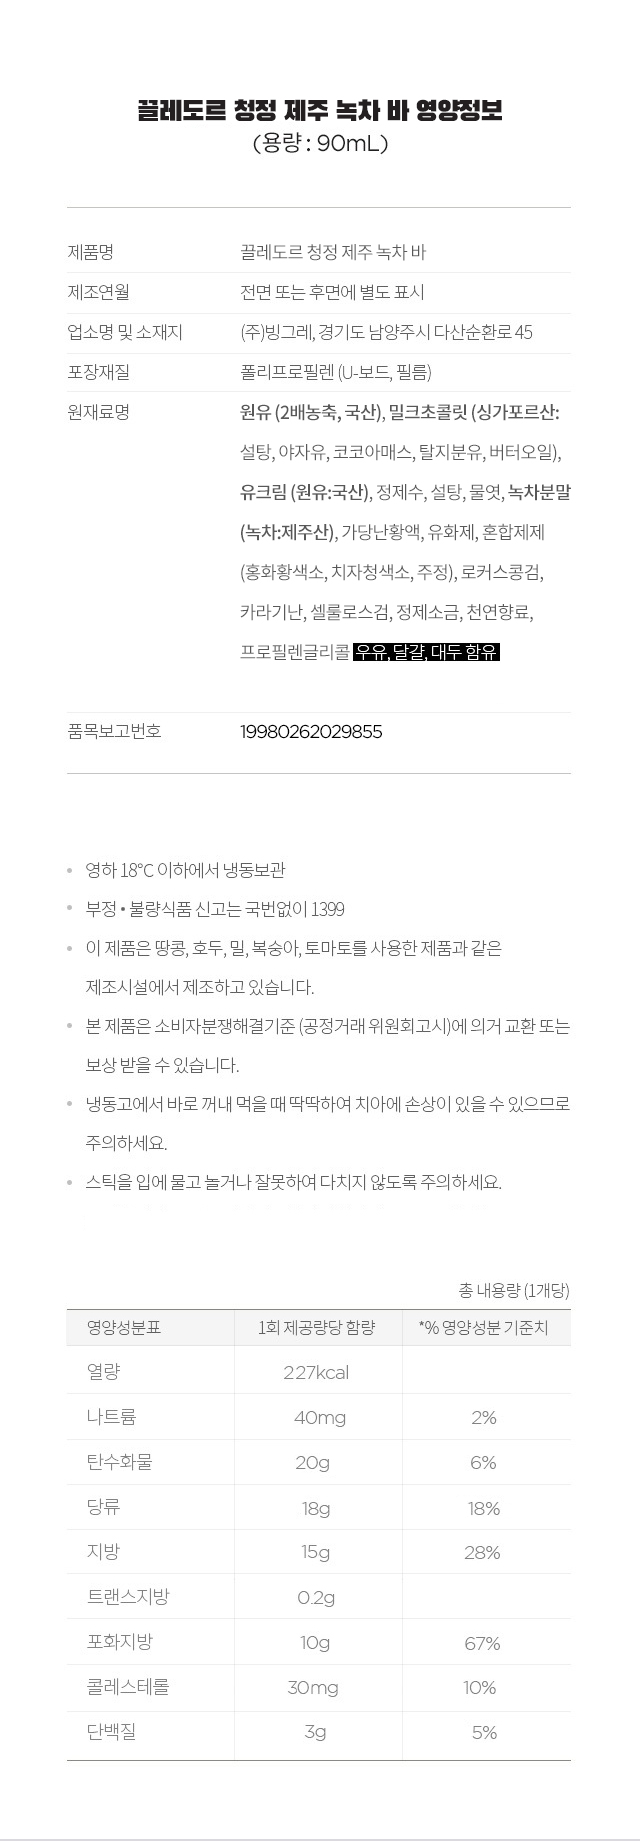 끌레도르 청정 제주 녹차 바 영양정보
(용량 : 90mL)
제품명 끌레도르 청정 제주 녹차 바
제조연월 전면 또는 후면에 별도 표시
업소명 및 소재지 (주)빙그레, 경기도 남양주시 다산순환로 45
포장재질 폴리프로필렌 (U-보드, 필름)
원재료명 원유 (2배농축, 국산), 밀크초콜릿 (싱가포르산:
설탕, 야자유, 코코아매스, 탈지분유, 버터오일),
유크림 (원유:국산), 정제수, 설탕, 물엿, 녹차분말
(녹차:제주산), 가당난황액, 유화제, 혼합제제
(홍화황색소, 치자청색소, 주정), 로커스콩검,
카라기난, 셀룰로스검, 정제소금, 천연향료,
프로필렌글리콜 우유, 달걀, 대두 함유
품목보고번호 19980262029855
• 영하 18℃ 이하에서 냉동보관
• 부정 • 불량식품 신고는 국번없이 1399
• 이 제품은 땅콩, 호두, 밀, 복숭아, 토마토를 사용한 제품과 같은
제조시설에서 제조하고 있습니다.
• 본 제품은 소비자분쟁해결기준 (공정거래 위원회고시)에 의거 교환 또는
보상 받을 수 있습니다.
• 냉동고에서 바로 꺼내 먹을 때 딱딱하여 치아에 손상이 있을 수 있으므로
주의하세요.
• 스틱을 입에 물고 놀거나 잘못하여 다치지 않도록 주의하세요.
총 내용량 (1개당)
영양성분표 1회 제공량당 함량 *% 영양성분 기준치
열량 227kcal
나트륨 40mg 2%
탄수화물 20g 6%
당류 18g 18%
지방 15g 28%
트랜스지방 0.2g
포화지방 10g 67%
콜레스테롤 30mg 10%
단백질 3g 5%